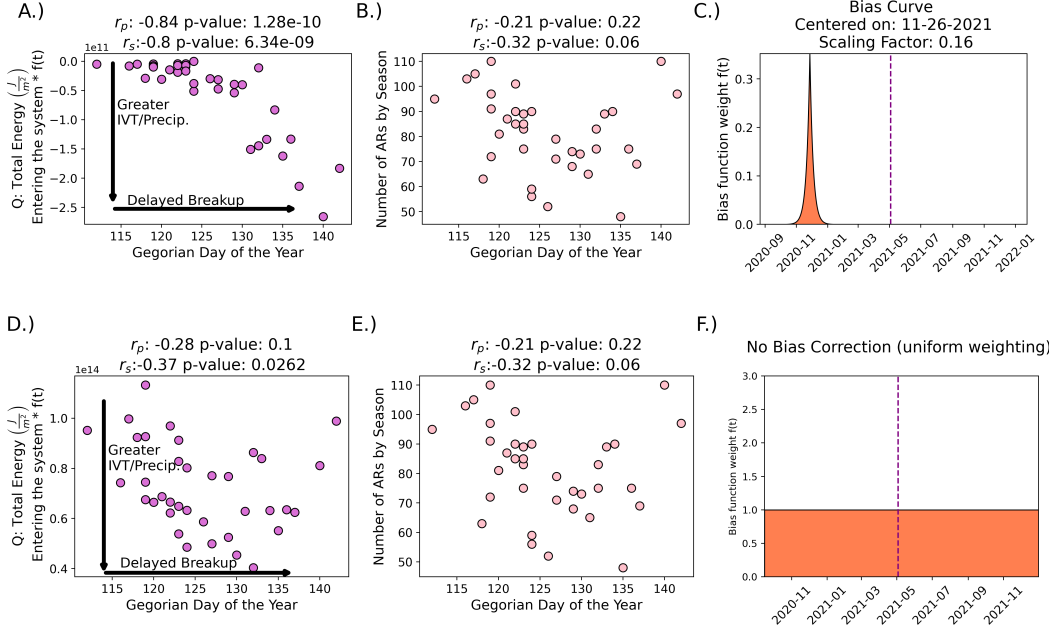 A.)
r_p: -0.84 p-value: 1.28e-10
r_s:-0.8 p-value: 6.34e-09
1e11
0.0
−0.5
−1.0
−1.5
−2.0
−2.5
Q: Total Energy (J/m²)
Entering the system * f(t)
Greater
IVT/Precip.
Delayed Breakup
115 120 125 130 135 140
Gegorian Day of the Year
B.)
r_p: -0.21 p-value: 0.22
r_s:-0.32 p-value: 0.06
110
100
90
80
70
60
50
Number of ARs by Season
115 120 125 130 135 140
Gegorian Day of the Year
C.)
Bias Curve
Centered on: 11-26-2021
Scaling Factor: 0.16
0.3
0.2
0.1
0.0
Bias function weight f(t)
2020-09 2020-11 2021-01 2021-03 2021-05 2021-07 2021-09 2021-11 2022-01
D.)
r_p: -0.28 p-value: 0.1
r_s:-0.37 p-value: 0.0262
1e14
1.0
0.8
0.6
0.4
Q: Total Energy (J/m²)
Entering the system * f(t)
Greater
IVT/Precip.
Delayed Breakup
115 120 125 130 135 140
Gegorian Day of the Year
E.)
r_p: -0.21 p-value: 0.22
r_s:-0.32 p-value: 0.06
110
100
90
80
70
60
50
Number of ARs by Season
115 120 125 130 135 140
Gegorian Day of the Year
F.)
No Bias Correction (uniform weighting)
3.0
2.5
2.0
1.5
1.0
0.5
0.0
Bias function weight f(t)
2020-11 2021-01 2021-03 2021-05 2021-07 2021-09 2021-11